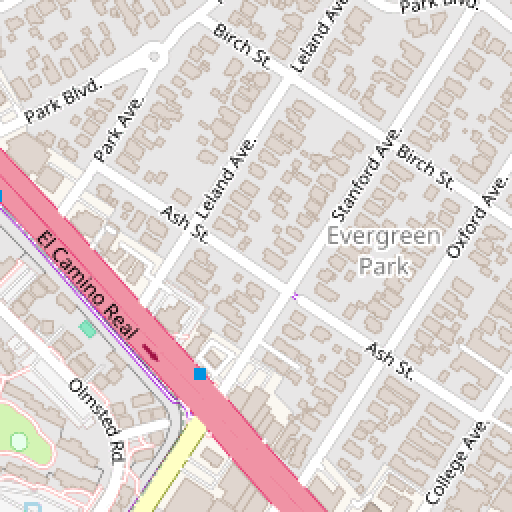 Park Blvd.
Leland Ave.
Birch St.
Park Blvd.
Park Ave.
Leland Ave.
Stanford Ave.
Birch St.
Ash St.
Oxford Ave.
Evergreen
Park
El Camino Real
Ash St.
Olmsted Rd.
College Ave.